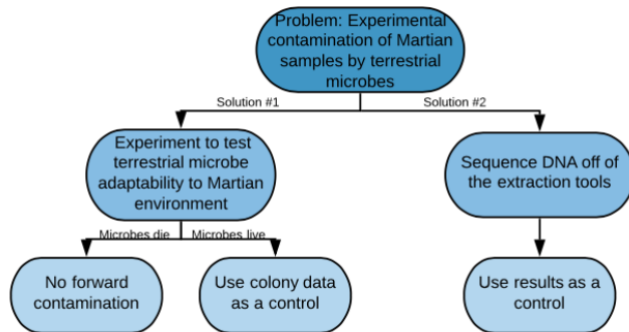 Problem: Experimental
contamination of Martian
samples by terrestrial
microbes
Solution #1
Solution #2
Experiment to test
terrestrial microbe
adaptability to Martian
environment
Sequence DNA off of
the extraction tools
Microbes die
Microbes live
No forward
contamination
Use colony data
as a control
Use results as a
control